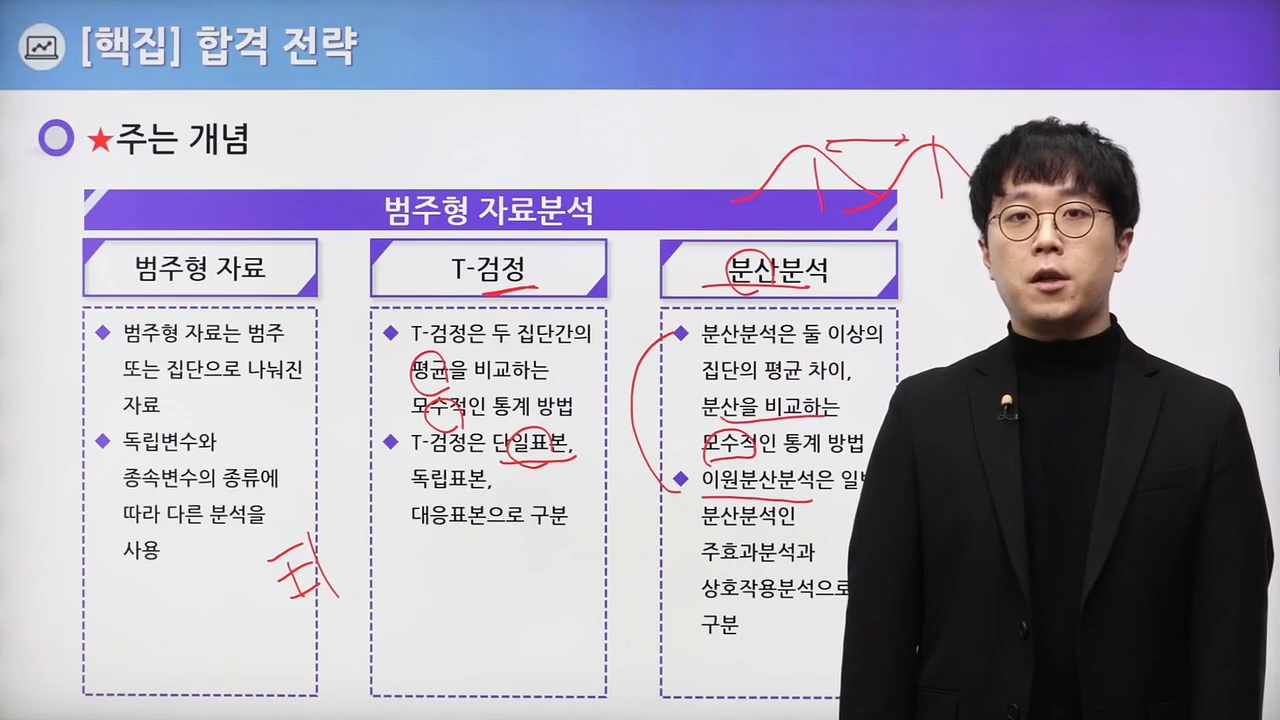 [핵집] 합격 전략
★주는 개념
범주형 자료분석
범주형 자료
◆ 범주형 자료는 범주
또는 집단으로 나눠진
자료
◆ 독립변수와
종속변수의 종류에
따라 다른 분석을
사용
T-검정
◆ T-검정은 두 집단간의
평균을 비교하는
모수적인 통계 방법
◆ T-검정은 단일표본,
독립표본,
대응표본으로 구분
분산분석
◆ 분산분석은 둘 이상의
집단의 평균 차이,
분산을 비교하는
모수적인 통계 방법
◆ 이원분산분석은
분산분석인
주효과분석과
상호작용분석으로
구분